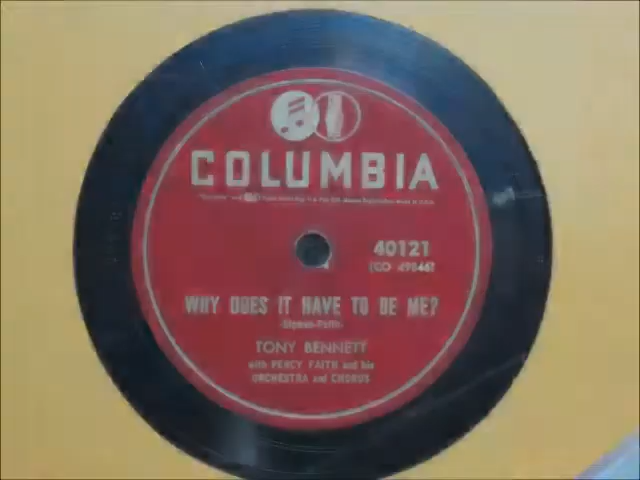 COLUMBIA
40121
(CO 49846)
WHY DOES IT HAVE TO BE ME?
TONY BENNETT
with PERCY FAITH and his
ORCHESTRA and CHORUS